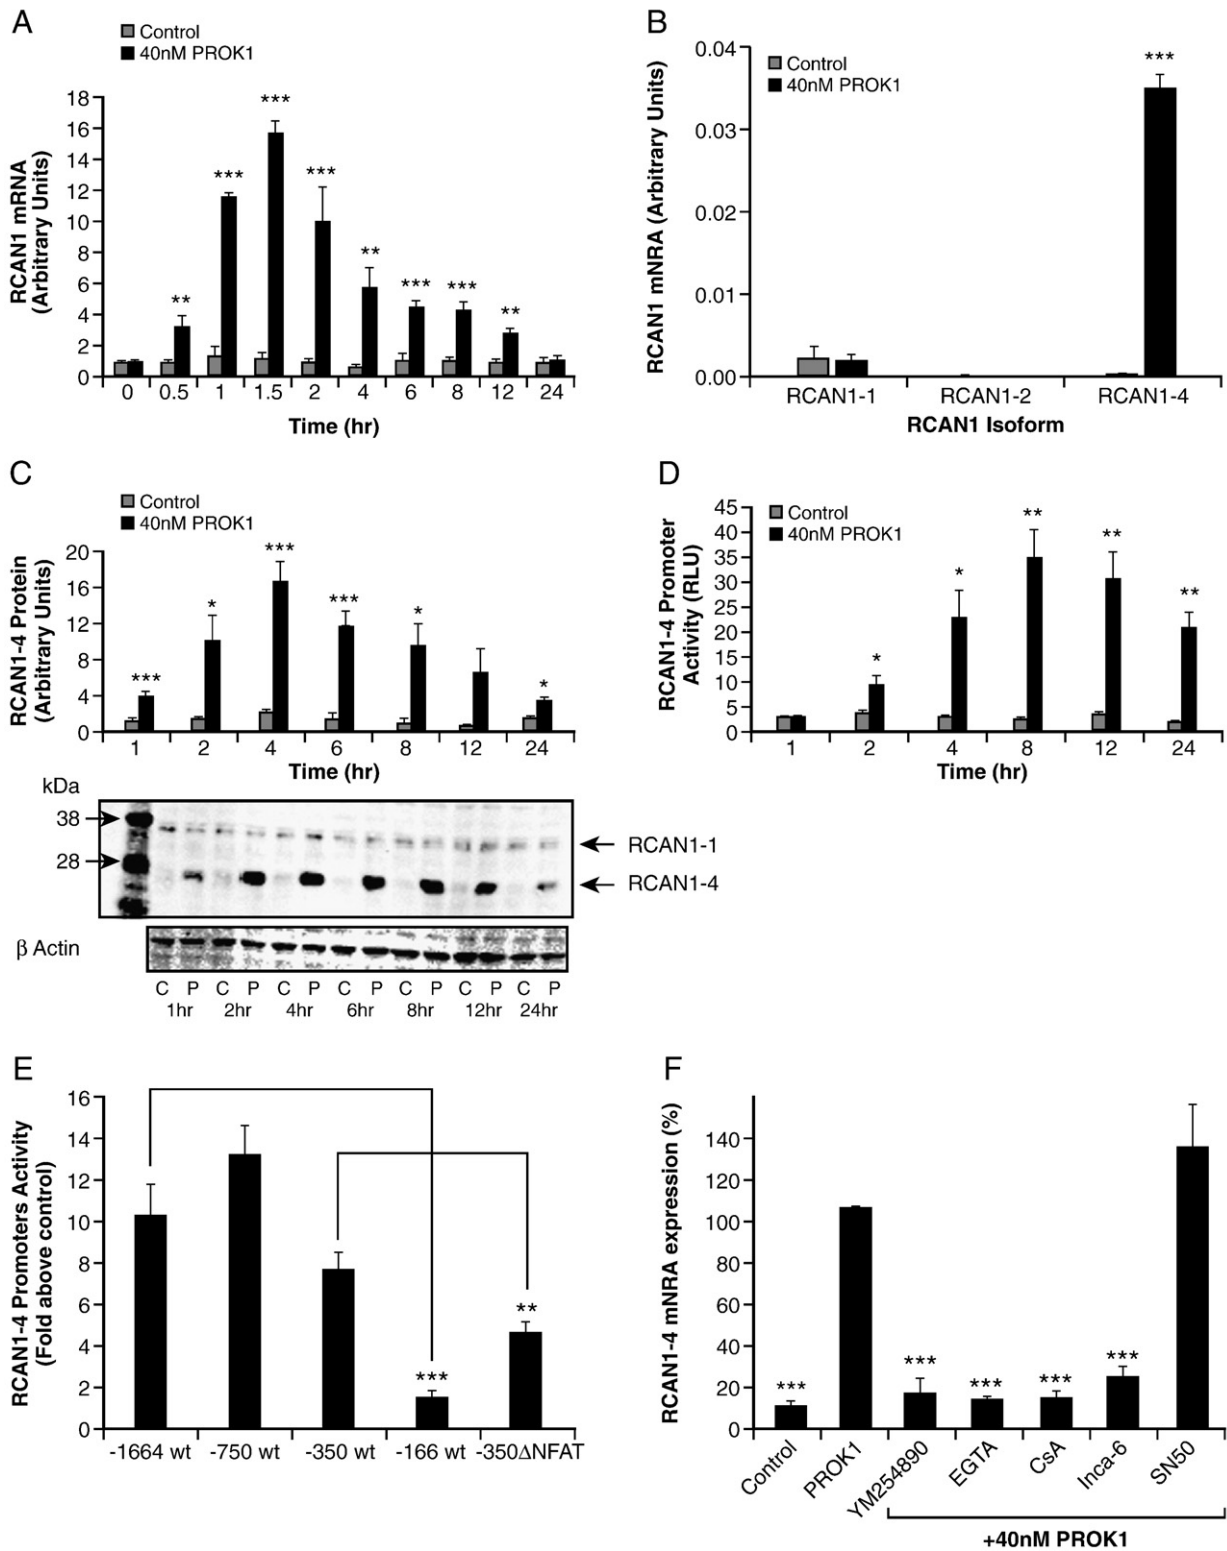 A
Control
40nM PROK1
RCAN1 mRNA
(Arbitrary Units)
18
16
14
12
10
8
6
4
2
0
** *** *** *** ** *** *** **
0 0.5 1 1.5 2 4 6 8 12 24
Time (hr)
B
Control
40nM PROK1
RCAN1 mNRA (Arbitrary Units)
0.04
0.03
0.02
0.01
0.00
***
RCAN1-1 RCAN1-2 RCAN1-4
RCAN1 Isoform
C
Control
40nM PROK1
RCAN1-4 Protein
(Arbitrary Units)
20
16
12
8
4
0
*** * *** *** * *
1 2 4 6 8 12 24
Time (hr)
kDa
38
28
RCAN1-1
RCAN1-4
β Actin
C P C P C P C P C P C P C P
1hr 2hr 4hr 6hr 8hr 12hr 24hr
D
Control
40nM PROK1
RCAN1-4 Promoter
Activity (RLU)
45
40
35
30
25
20
15
10
5
0
* * ** ** **
1 2 4 8 12 24
Time (hr)
E
RCAN1-4 Promoters Activity
(Fold above control)
16
14
12
10
8
6
4
2
0
*** **
-1664 wt -750 wt -350 wt -166 wt -350ΔNFAT
F
RCAN1-4 mNRA expression (%)
140
120
100
80
60
40
20
0
*** *** *** *** ***
Control PROK1 YM254890 EGTA CsA Inca-6 SN50
+40nM PROK1